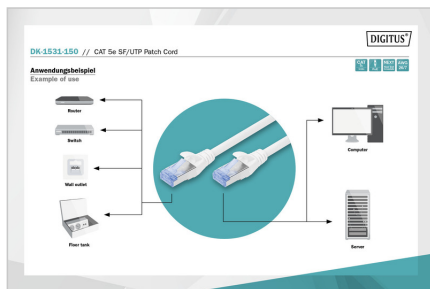 DIGITUS®
DK-1531-150 // CAT 5e SF/UTP Patch Cord
Anwendungsbeispiel
Example of use
Router
Switch
Wall outlet
Floor tank
Computer
Server